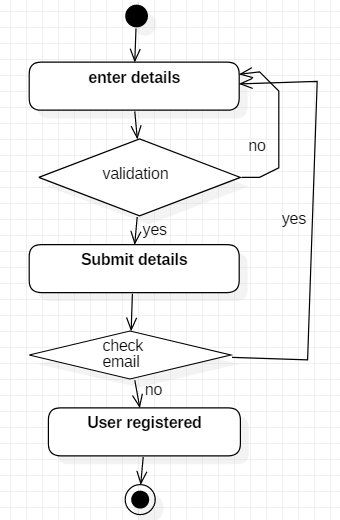 enter details
no
validation
yes
yes
Submit details
check
email
no
User registered